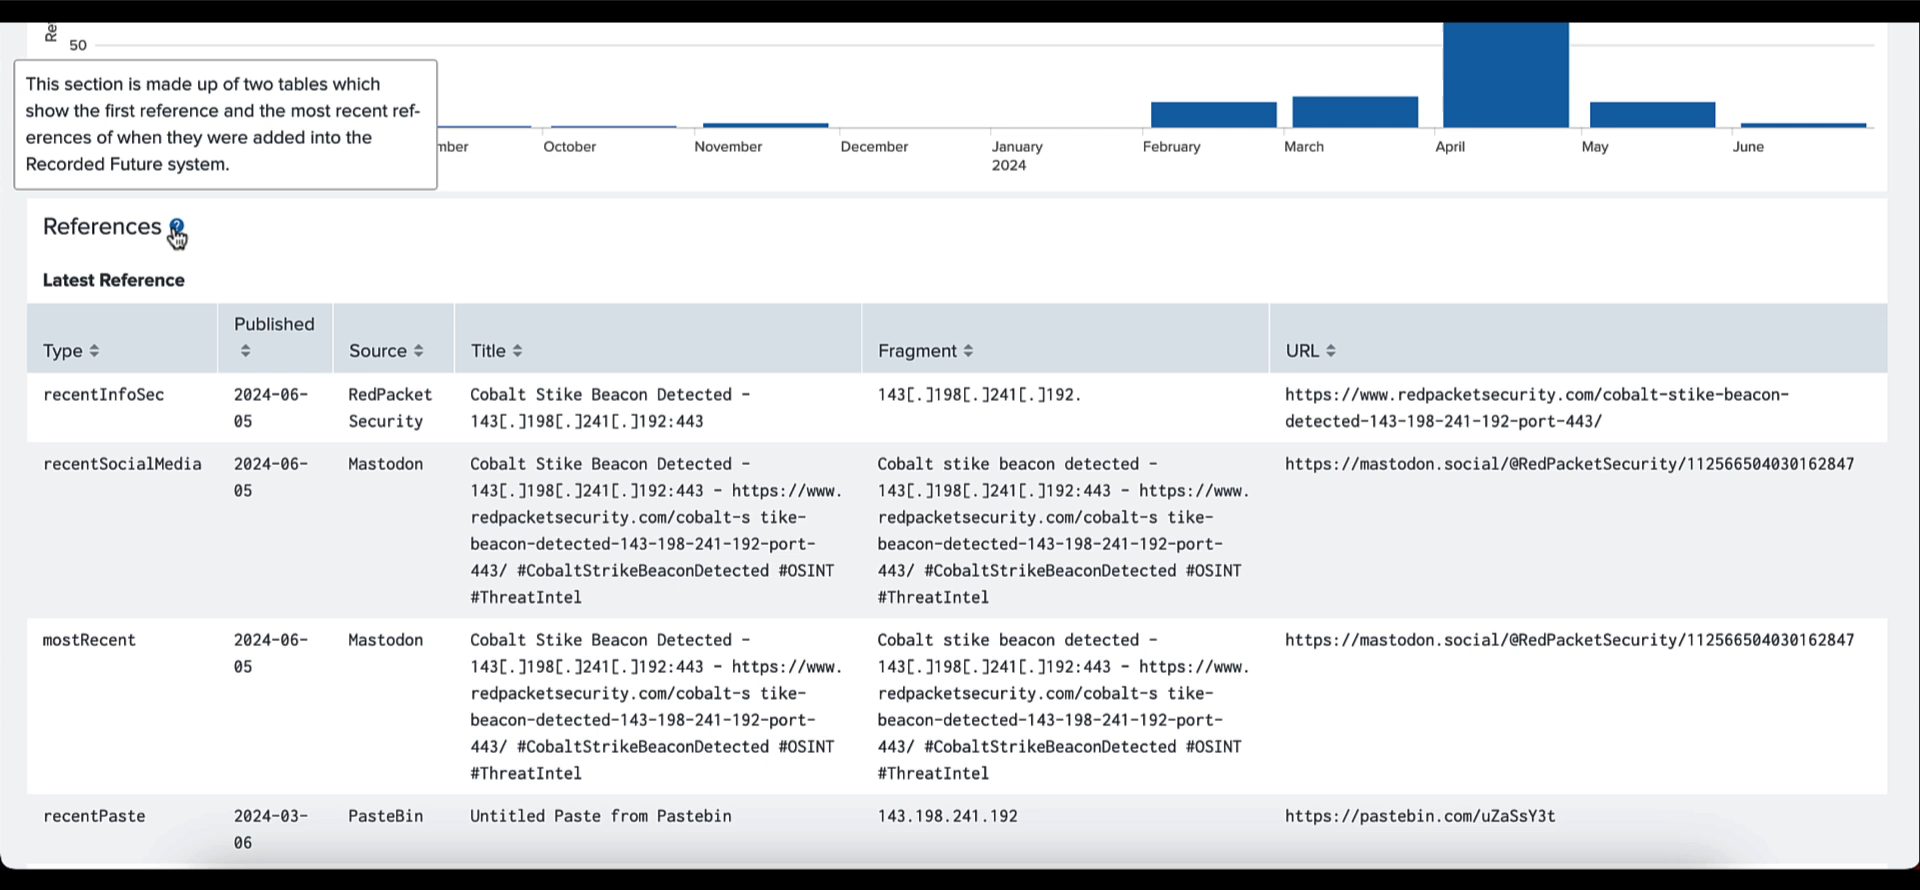 Re
50
This section is made up of two tables which
show the first reference and the most recent ref-
erences of when they were added into the
Recorded Future system.
mber
October
November
December
January
2024
February
March
April
May
June
References ?
Latest Reference
Type
Published
Source
Title
Fragment
URL
recentInfoSec
2024-06-
05
RedPacket
Security
Cobalt Stike Beacon Detected -
143[.]198[.]241[.]192:443
143[.]198[.]241[.]192.
https://www.redpacketsecurity.com/cobalt-stike-beacon-
detected-143-198-241-192-port-443/
recentSocialMedia
2024-06-
05
Mastodon
Cobalt Stike Beacon Detected -
143[.]198[.]241[.]192:443 - https://www.
redpacketsecurity.com/cobalt-s tike-
beacon-detected-143-198-241-192-port-
443/ #CobaltStrikeBeaconDetected #OSINT
#ThreatIntel
Cobalt stike beacon detected -
143[.]198[.]241[.]192:443 - https://www.
redpacketsecurity.com/cobalt-s tike-
beacon-detected-143-198-241-192-port-
443/ #CobaltStrikeBeaconDetected #OSINT
#ThreatIntel
https://mastodon.social/@RedPacketSecurity/112566504030162847
mostRecent
2024-06-
05
Mastodon
Cobalt Stike Beacon Detected -
143[.]198[.]241[.]192:443 - https://www.
redpacketsecurity.com/cobalt-s tike-
beacon-detected-143-198-241-192-port-
443/ #CobaltStrikeBeaconDetected #OSINT
#ThreatIntel
Cobalt stike beacon detected -
143[.]198[.]241[.]192:443 - https://www.
redpacketsecurity.com/cobalt-s tike-
beacon-detected-143-198-241-192-port-
443/ #CobaltStrikeBeaconDetected #OSINT
#ThreatIntel
https://mastodon.social/@RedPacketSecurity/112566504030162847
recentPaste
2024-03-
06
PasteBin
Untitled Paste from Pastebin
143.198.241.192
https://pastebin.com/uZaSsY3t